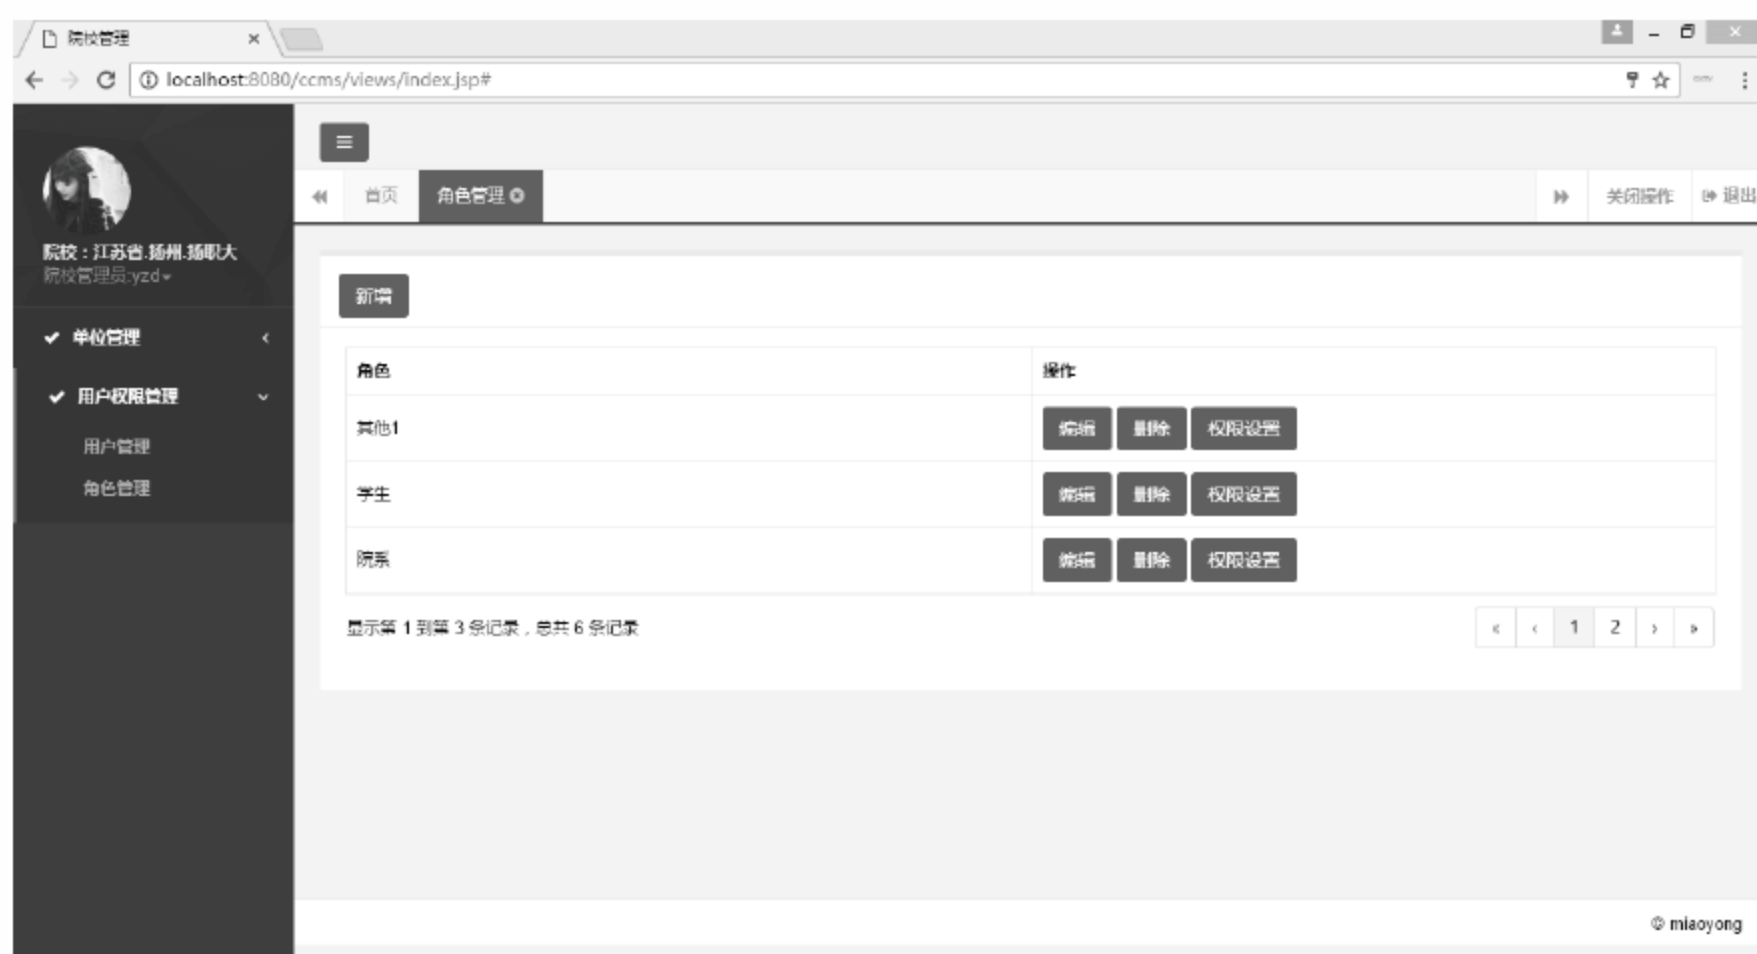 院校管理
localhost:8080/ccms/views/index.jsp#
首页 角色管理 关闭操作 退出
院校：江苏省.扬州.扬职大
院校管理员:yzd
新增
单位管理
用户权限管理
用户管理
角色管理
角色 操作
其他1 编辑 删除 权限设置
学生 编辑 删除 权限设置
院系 编辑 删除 权限设置
显示第 1 到第 3 条记录，总共 6 条记录
« ‹ 1 2 › »
© miaoyong